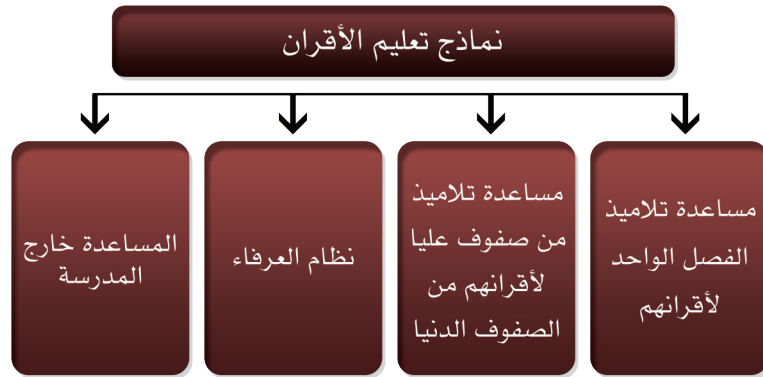 نماذج تعليم الأقران
مساعدة تلاميذ
الفصل الواحد
لأقرانهم
مساعدة تلاميذ
من صفوف عليا
لأقرانهم من
الصفوف الدنيا
نظام العرفاء
المساعدة خارج
المدرسة